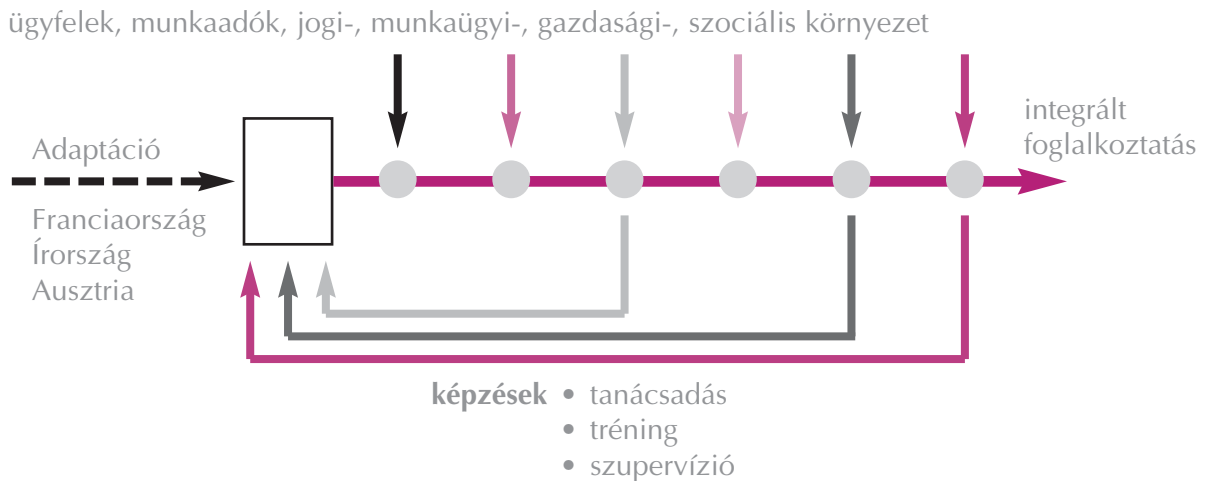 ügyfelek, munkaadók, jogi-, munkaügyi-, gazdasági-, szociális környezet
integrált
foglalkoztatás
Adaptáció
Franciaország
Írország
Ausztria
képzések • tanácsadás
• tréning
• szupervízió